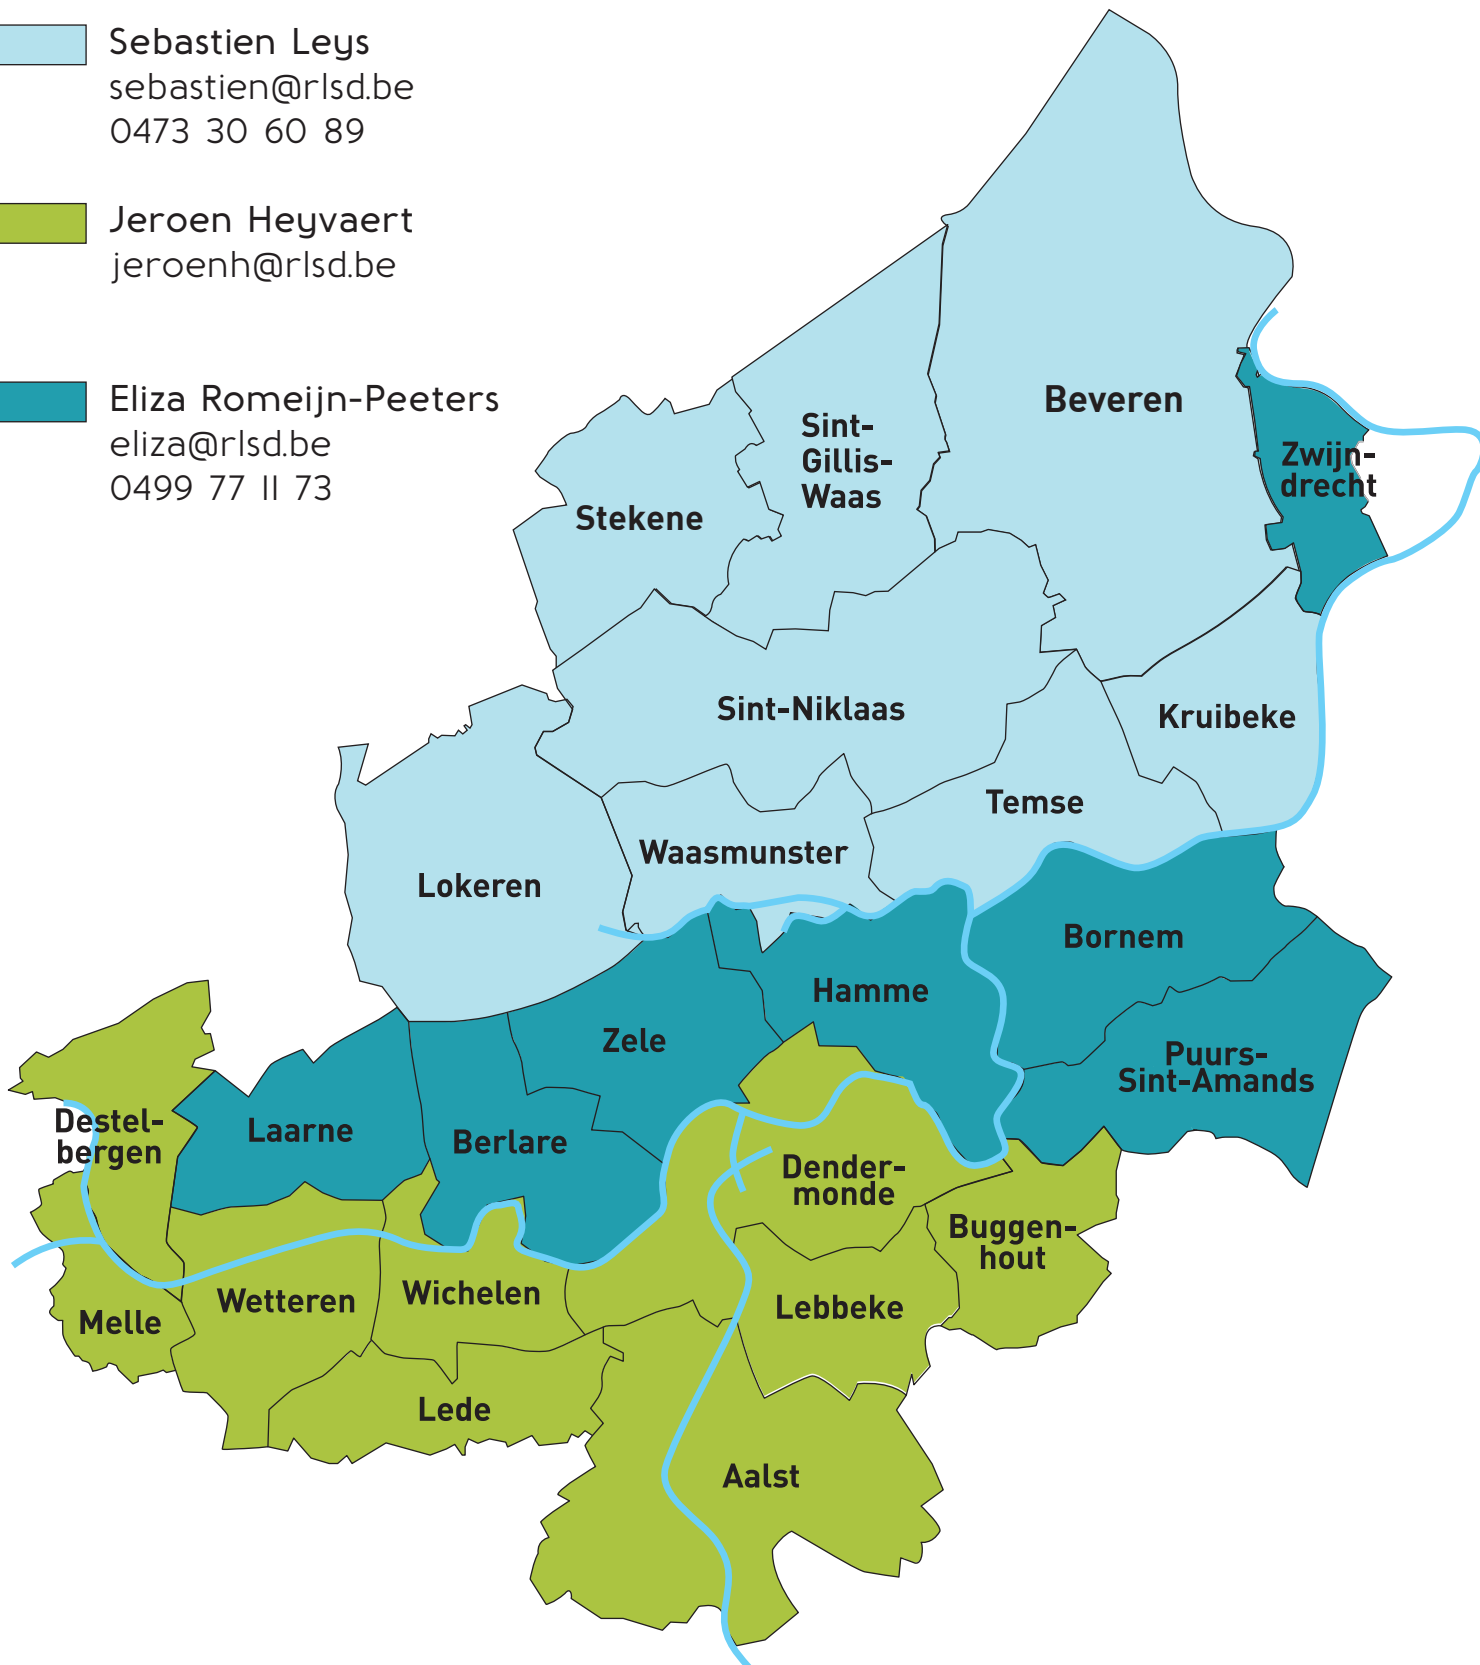 Sebastien Leys
sebastien@rlsd.be
0473 30 60 89
Jeroen Heyvaert
jeroenh@rlsd.be
Eliza Romeijn-Peeters
eliza@rlsd.be
0499 77 11 73
Beveren
Sint-
Gillis-
Waas
Zwijn-
drecht
Stekene
Sint-Niklaas
Kruibeke
Temse
Waasmunster
Lokeren
Bornem
Hamme
Zele
Puurs-
Sint-Amands
Destel-
bergen
Laarne
Berlare
Dender-
monde
Buggen-
hout
Wetteren
Wichelen
Lebbeke
Melle
Lede
Aalst